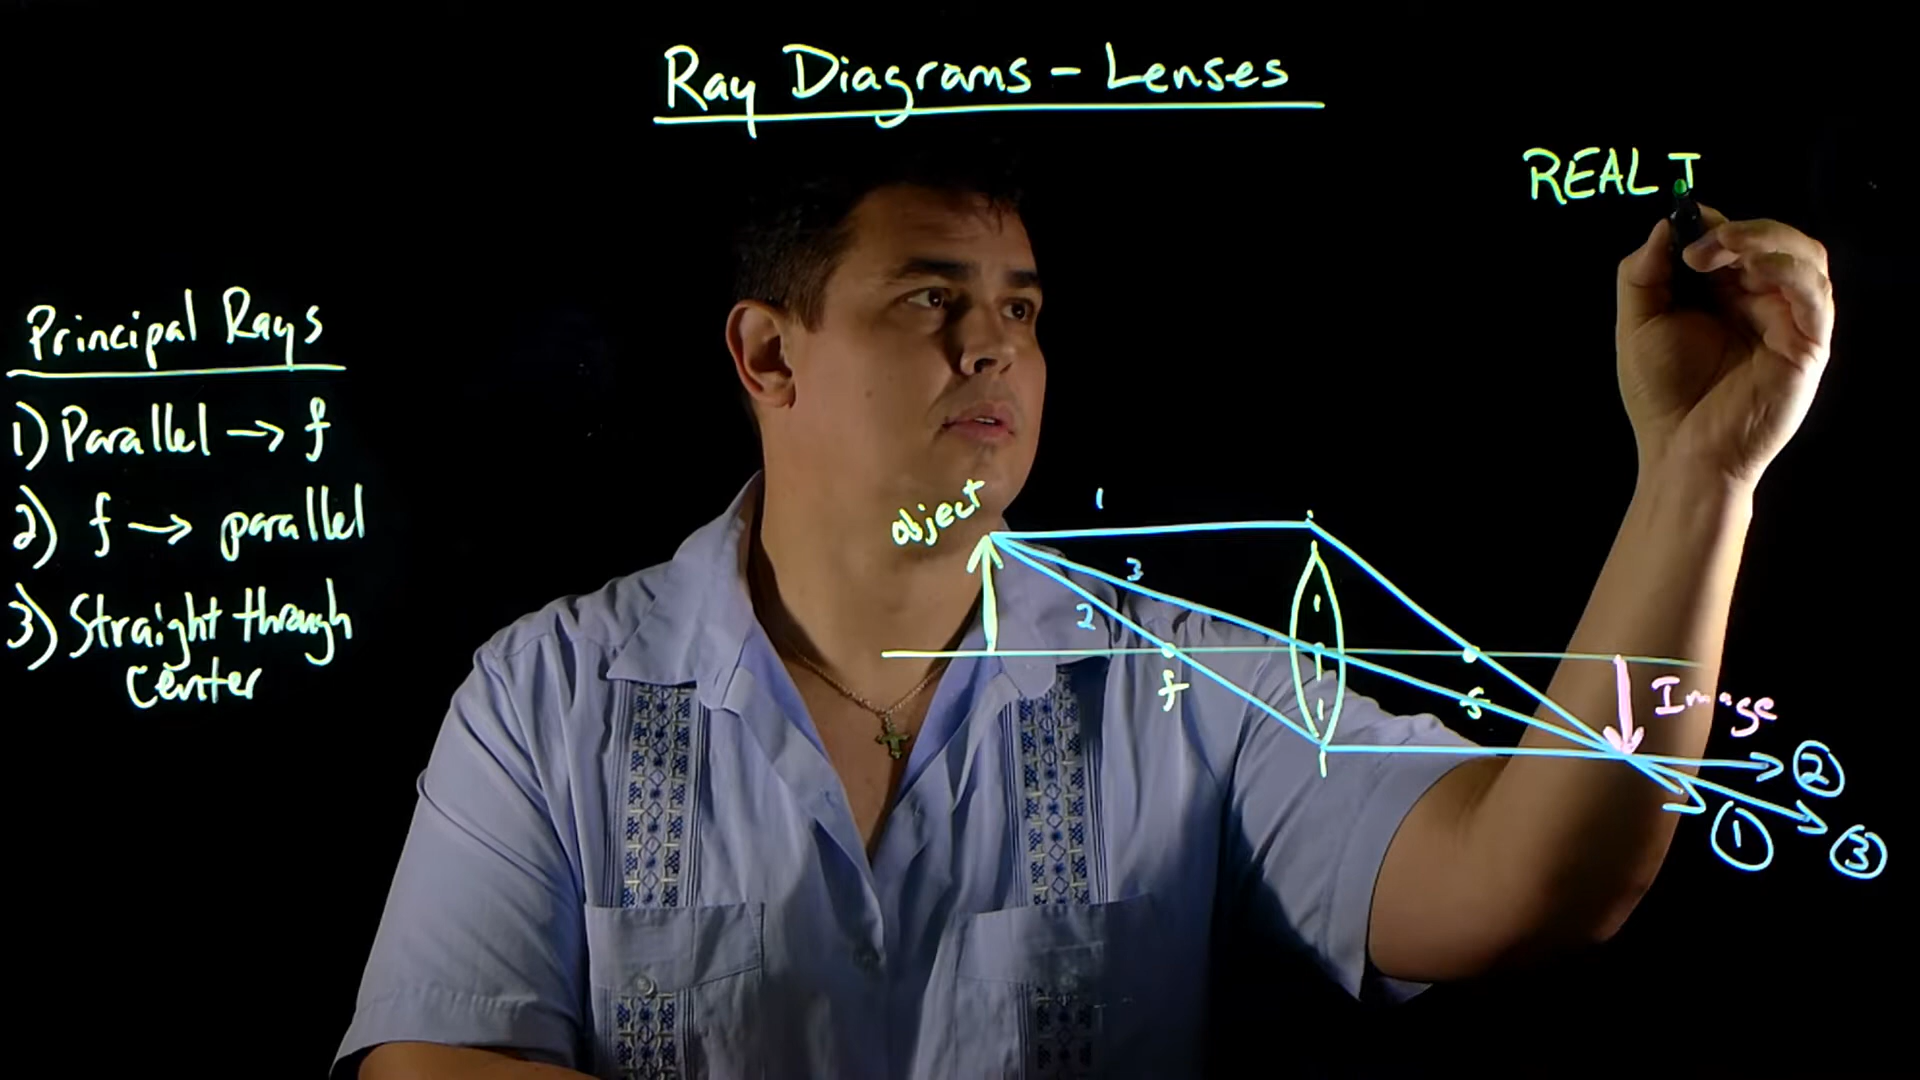 Ray Diagrams - Lenses
REAL I
Principal Rays
1) Parallel → f
2) f → parallel
3) Straight through
center
object
1
3
2
f
f
Image
②
①
③